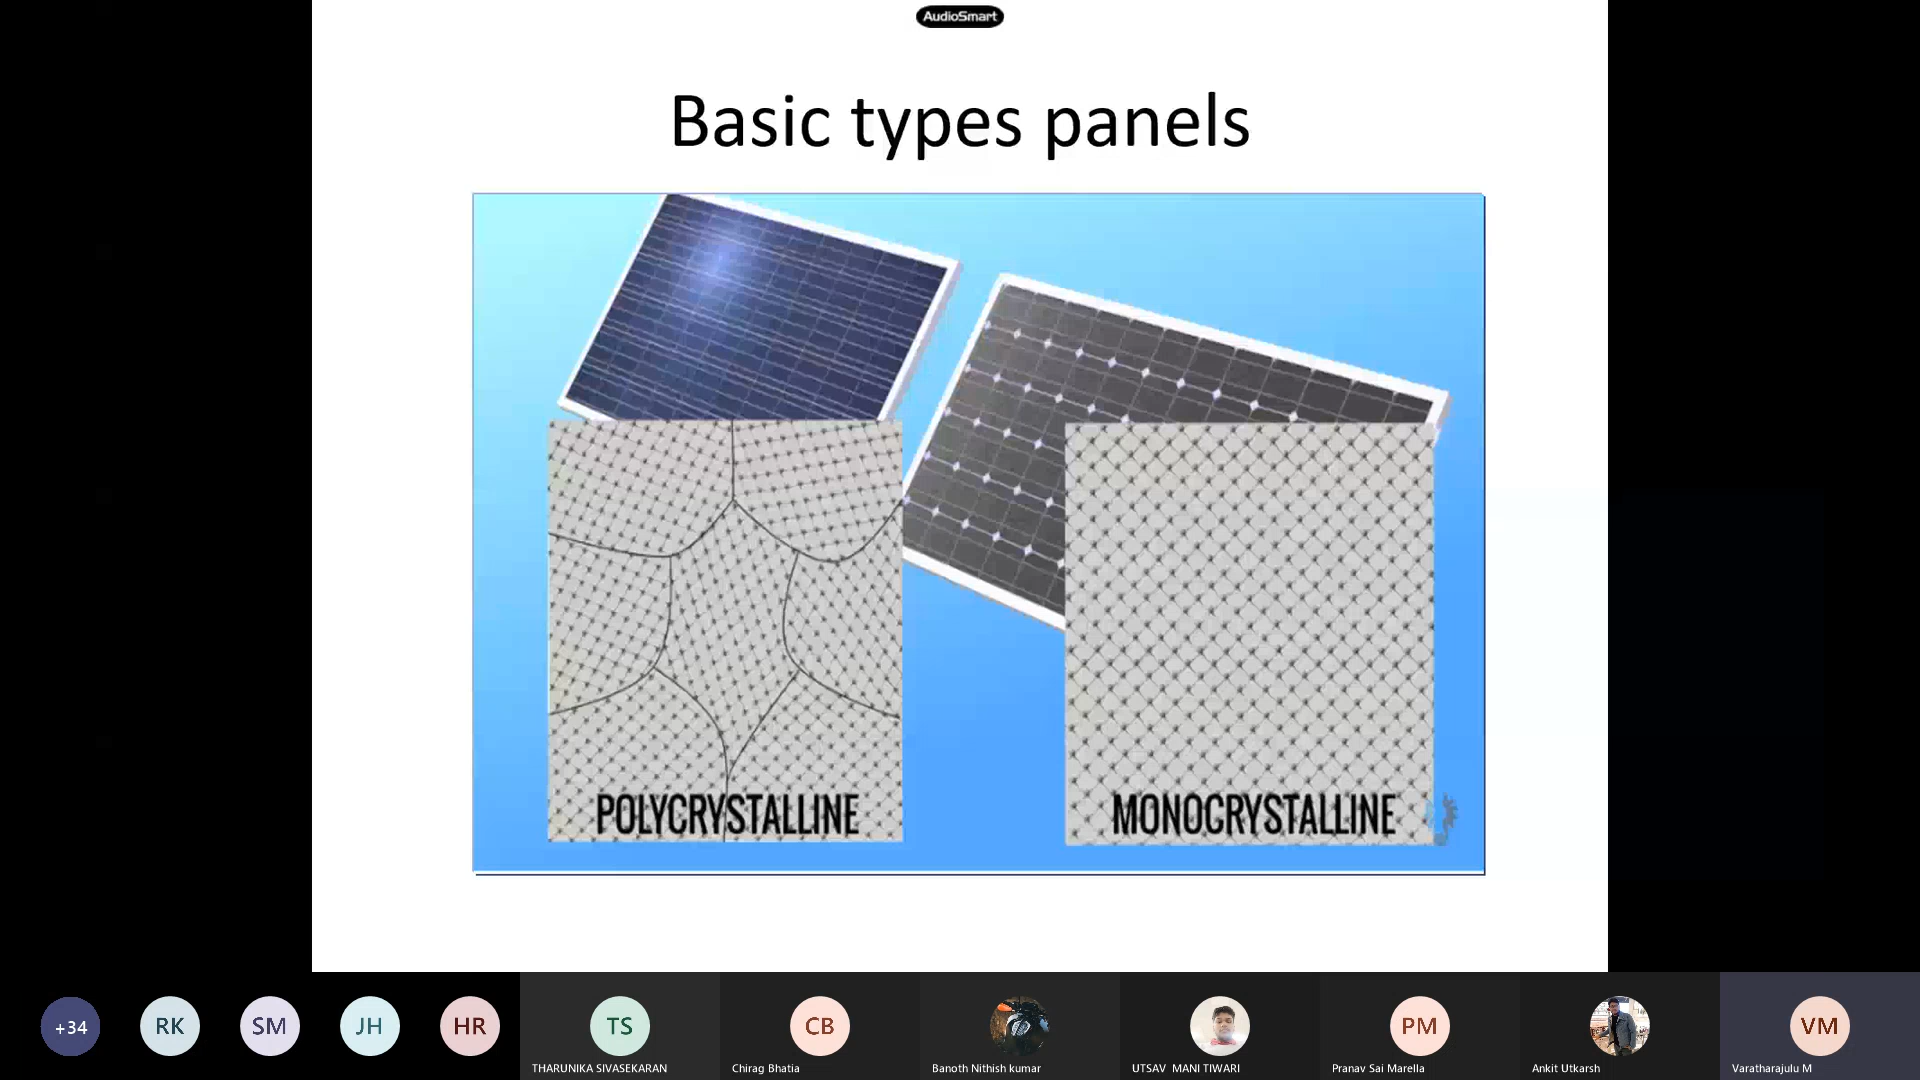 AudioSmart
Basic types panels
POLYCRYSTALLINE
MONOCRYSTALLINE
+34
RK
SM
JH
HR
TS
CB
PM
VM
THARUNIKA SIVASEKARAN
Chirag Bhatia
Banoth Nithish kumar
UTSAV MANI TIWARI
Pranav Sai Marella
Ankit Utkarsh
Varatharajulu M